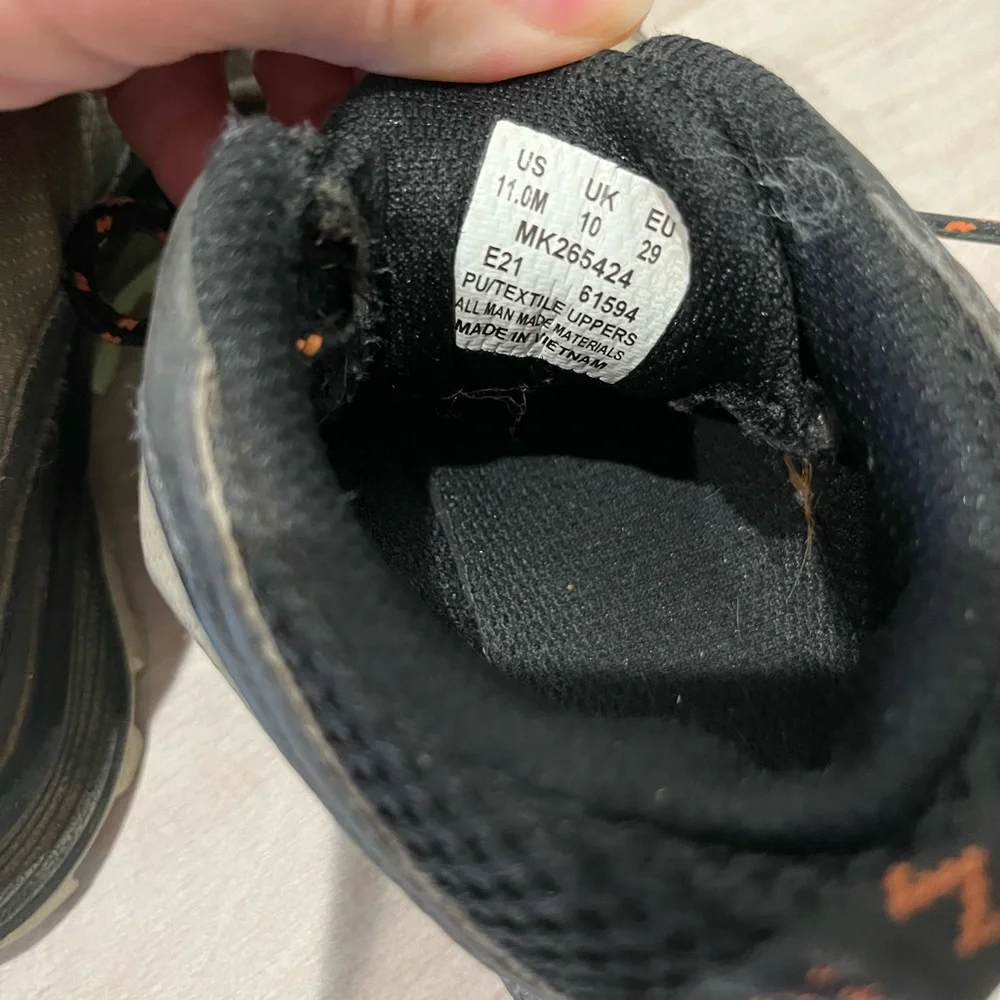 US UK EU
11.0M 10 29
MK265424
E21 61594
PU/TEXTILE UPPERS
ALL MAN MADE MATERIALS
MADE IN VIETNAM